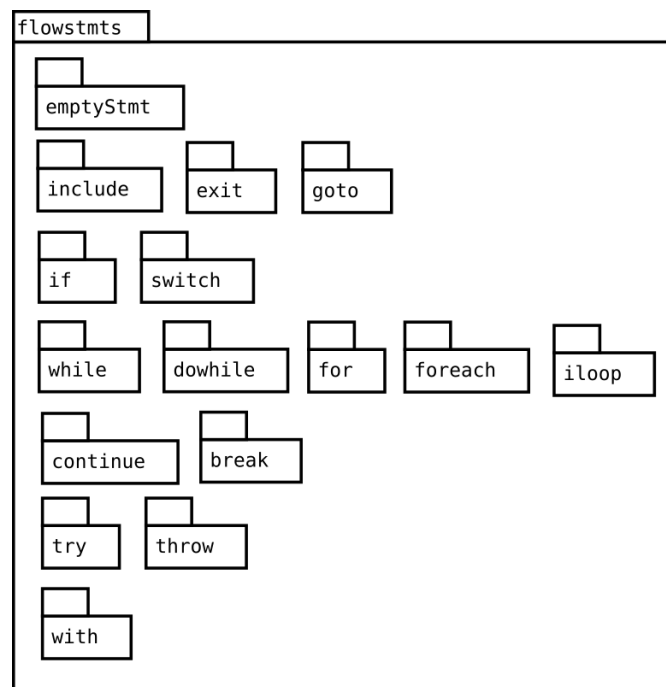 flowstmts
emptyStmt
include exit goto
if switch
while dowhile for foreach iloop
continue break
try throw
with